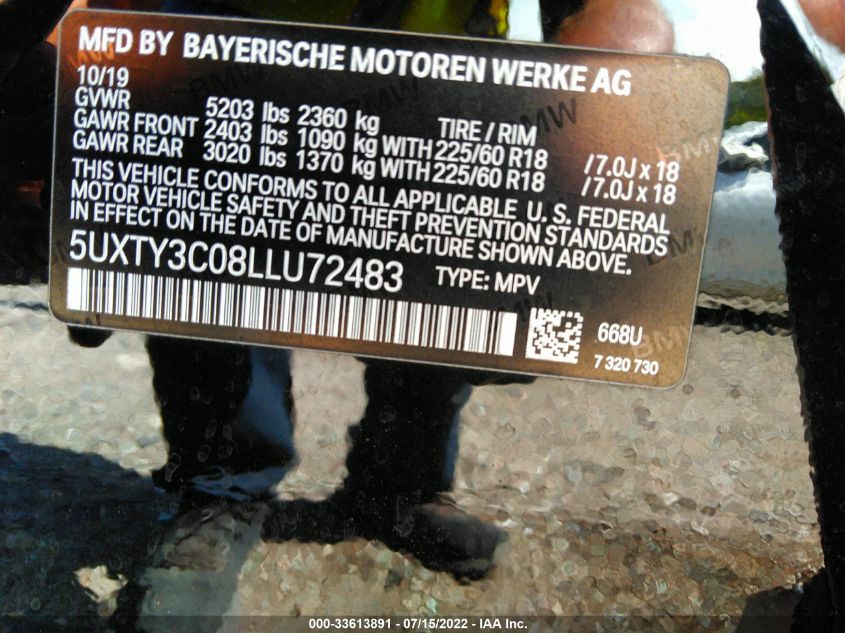 MFD BY BAYERISCHE MOTOREN WERKE AG
10/19
GVWR 5203 lbs 2360 kg TIRE / RIM
GAWR FRONT 2403 lbs 1090 kg WITH 225/60 R18 /7.0J x 18
GAWR REAR 3020 lbs 1370 kg WITH 225/60 R18 /7.0J x 18
THIS VEHICLE CONFORMS TO ALL APPLICABLE U. S. FEDERAL
MOTOR VEHICLE SAFETY AND THEFT PREVENTION STANDARDS
IN EFFECT ON THE DATE OF MANUFACTURE SHOWN ABOVE.
5UXTY3C08LLU72483 TYPE: MPV
668U
7 320 730
000-33613891 - 07/15/2022 - IAA Inc.